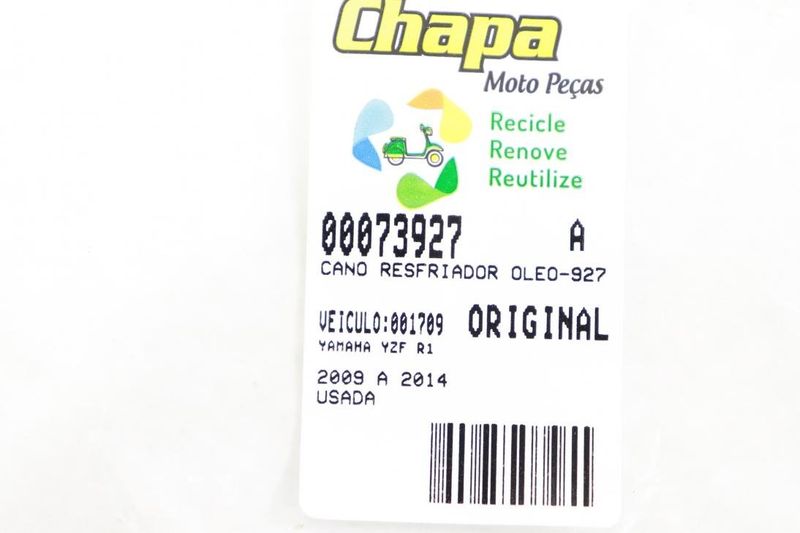 Chapa
Moto Peças
Recicle
Renove
Reutilize
00073927 A
CANO RESFRIADOR OLEO-927
VEICULO:001709 ORIGINAL
YAMAHA YZF R1
2009 A 2014
USADA